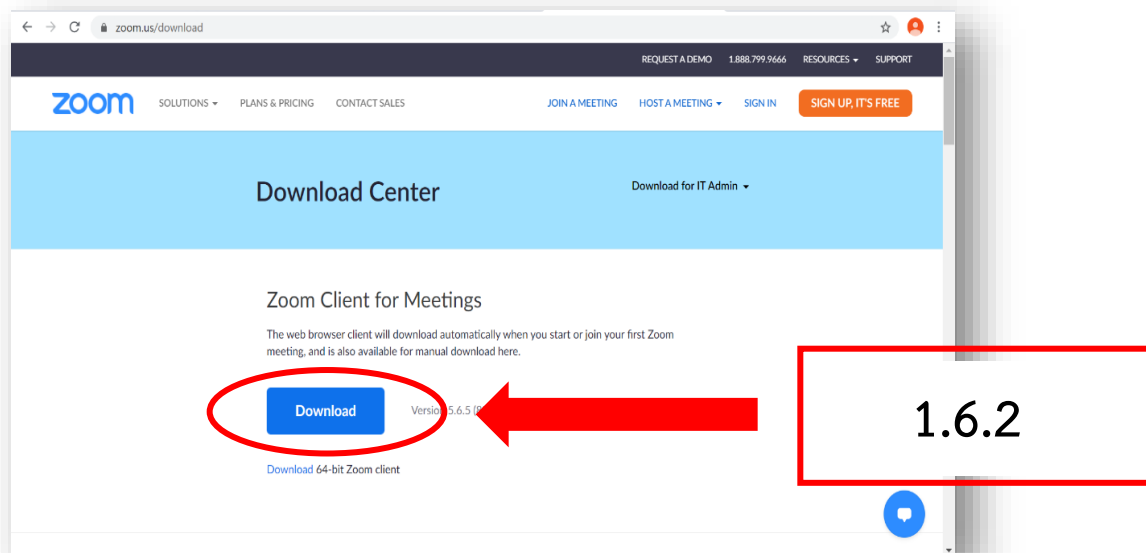 zoom.us/download
REQUEST A DEMO 1.888.799.9666 RESOURCES SUPPORT
zoom SOLUTIONS PLANS & PRICING CONTACT SALES JOIN A MEETING HOST A MEETING SIGN IN SIGN UP, IT'S FREE
Download Center Download for IT Admin
Zoom Client for Meetings
The web browser client will download automatically when you start or join your first Zoom
meeting, and is also available for manual download here.
Download Version 5.6.5
1.6.2
Download 64-bit Zoom client